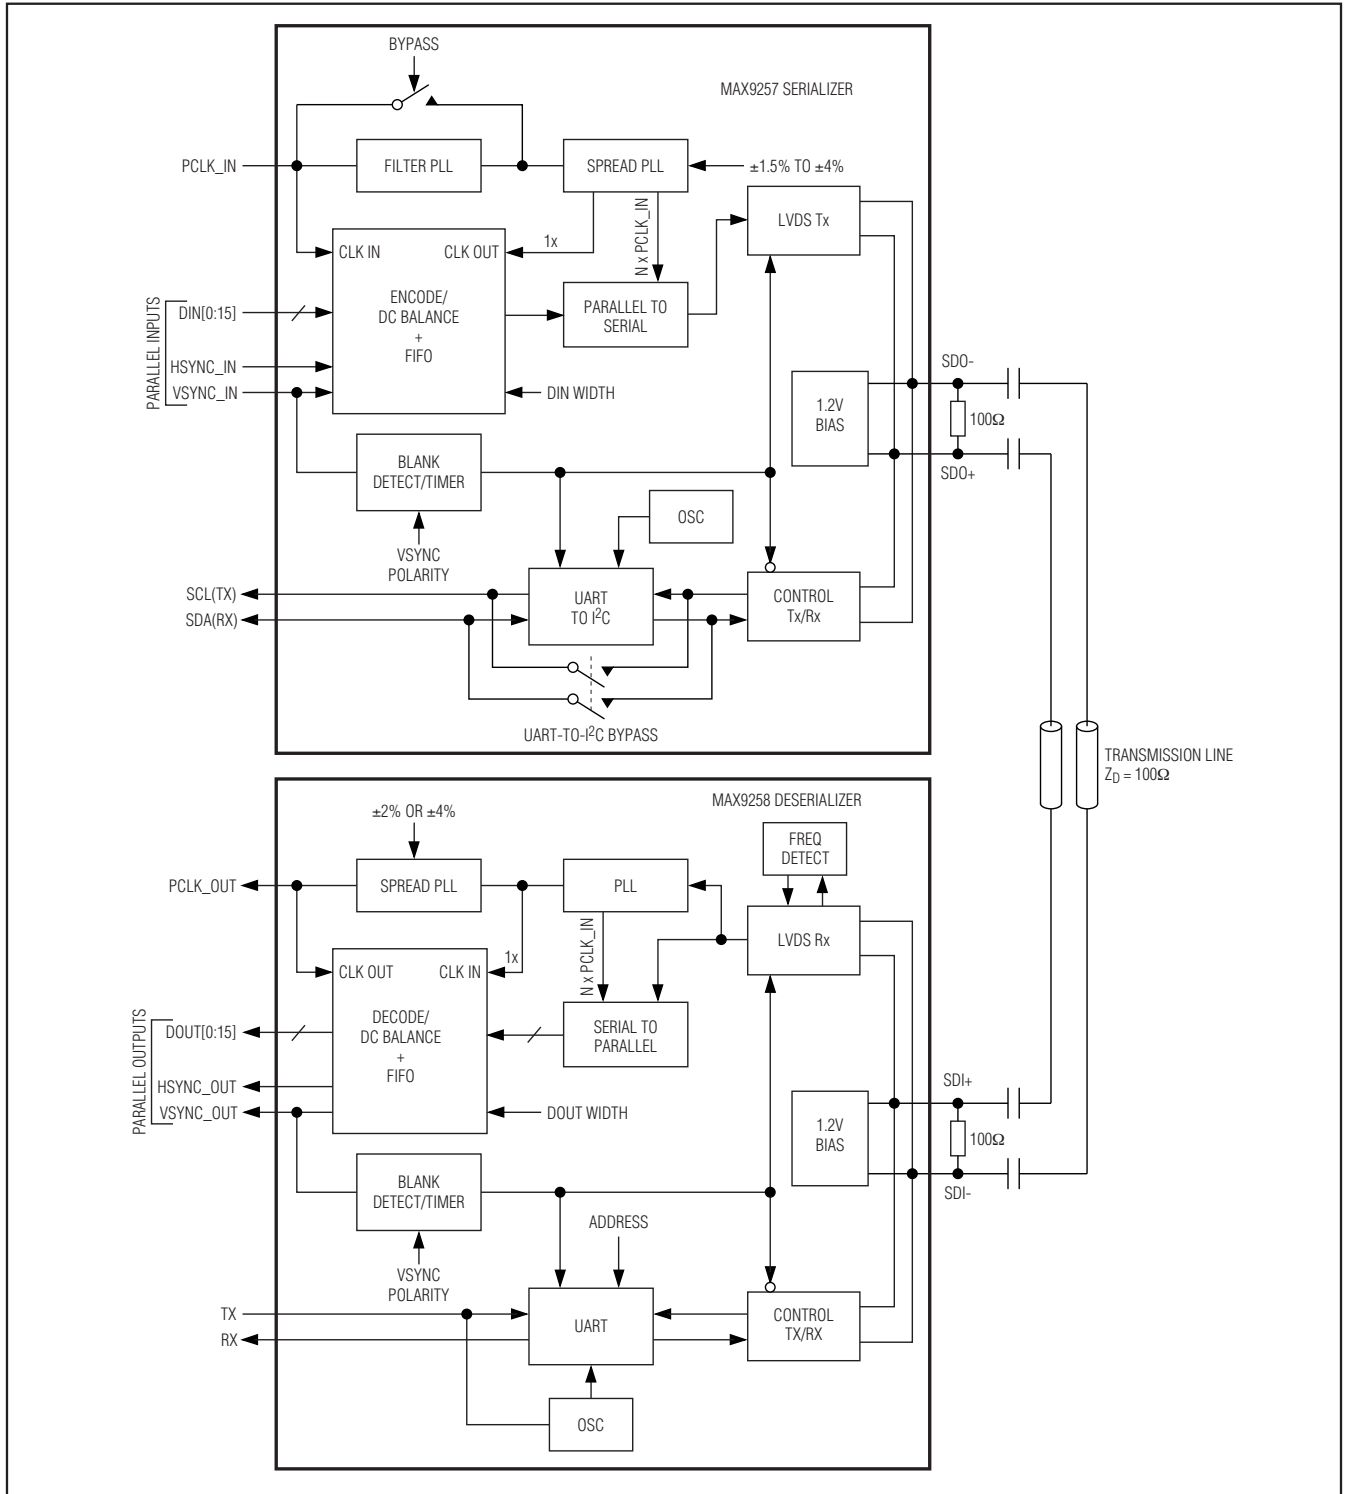 BYPASS
MAX9257 SERIALIZER
PCLK_IN
FILTER PLL
SPREAD PLL
±1.5% TO ±4%
N x PCLK_IN
LVDS Tx
CLK IN
CLK OUT
1x
PARALLEL INPUTS
DIN[0:15]
ENCODE/
DC BALANCE
+
FIFO
PARALLEL TO
SERIAL
HSYNC_IN
VSYNC_IN
DIN WIDTH
SDO-
1.2V
BIAS
100Ω
SDO+
BLANK
DETECT/TIMER
OSC
VSYNC
POLARITY
SCL(TX)
SDA(RX)
UART
TO I²C
CONTROL
Tx/Rx
UART-TO-I²C BYPASS
TRANSMISSION LINE
Z_D = 100Ω
MAX9258 DESERIALIZER
±2% OR ±4%
FREQ
DETECT
PCLK_OUT
SPREAD PLL
PLL
N x PCLK_IN
LVDS Rx
CLK OUT
CLK IN
1x
PARALLEL OUTPUTS
DOUT[0:15]
DECODE/
DC BALANCE
+
FIFO
SERIAL TO
PARALLEL
HSYNC_OUT
VSYNC_OUT
DOUT WIDTH
SDI+
1.2V
BIAS
100Ω
SDI-
BLANK
DETECT/TIMER
ADDRESS
VSYNC
POLARITY
TX
RX
UART
CONTROL
TX/RX
OSC